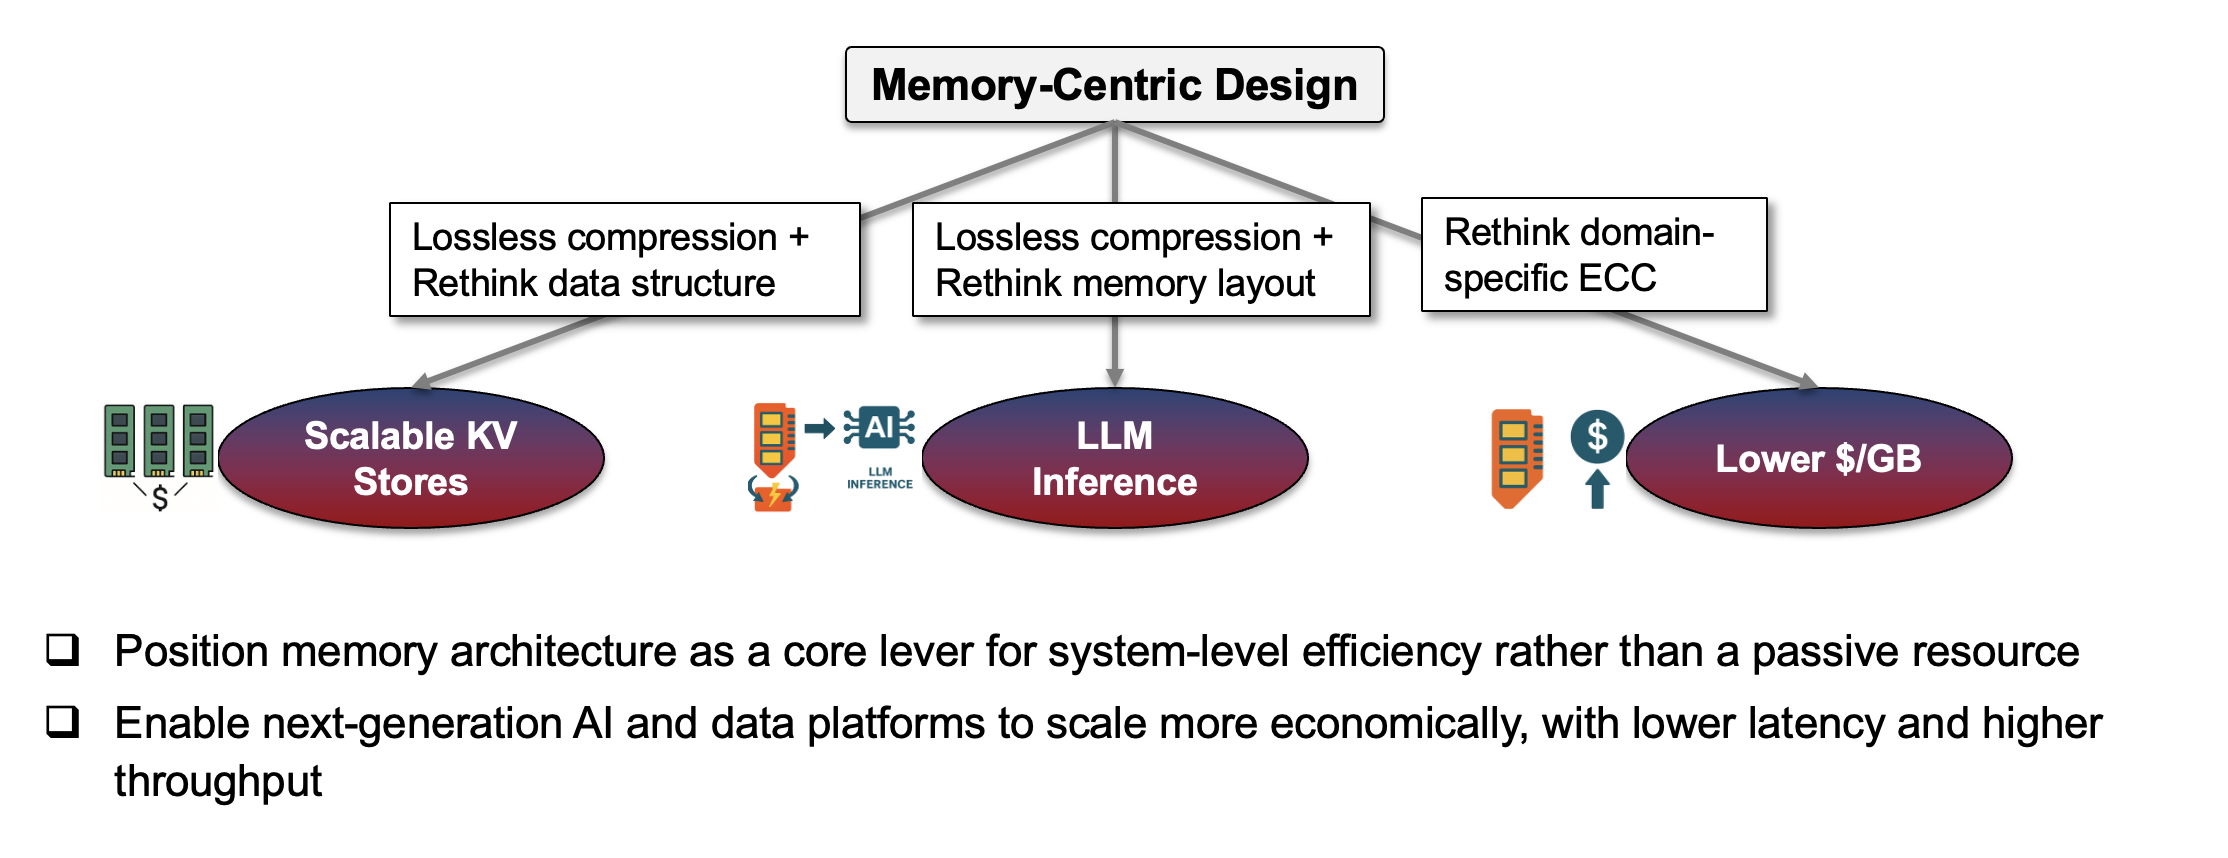 Memory-Centric Design
Lossless compression +
Rethink data structure
Lossless compression +
Rethink memory layout
Rethink domain-
specific ECC
$
Scalable KV
Stores
AI
LLM
INFERENCE
LLM
Inference
$
Lower $/GB
❑ Position memory architecture as a core lever for system-level efficiency rather than a passive resource
❑ Enable next-generation AI and data platforms to scale more economically, with lower latency and higher
throughput